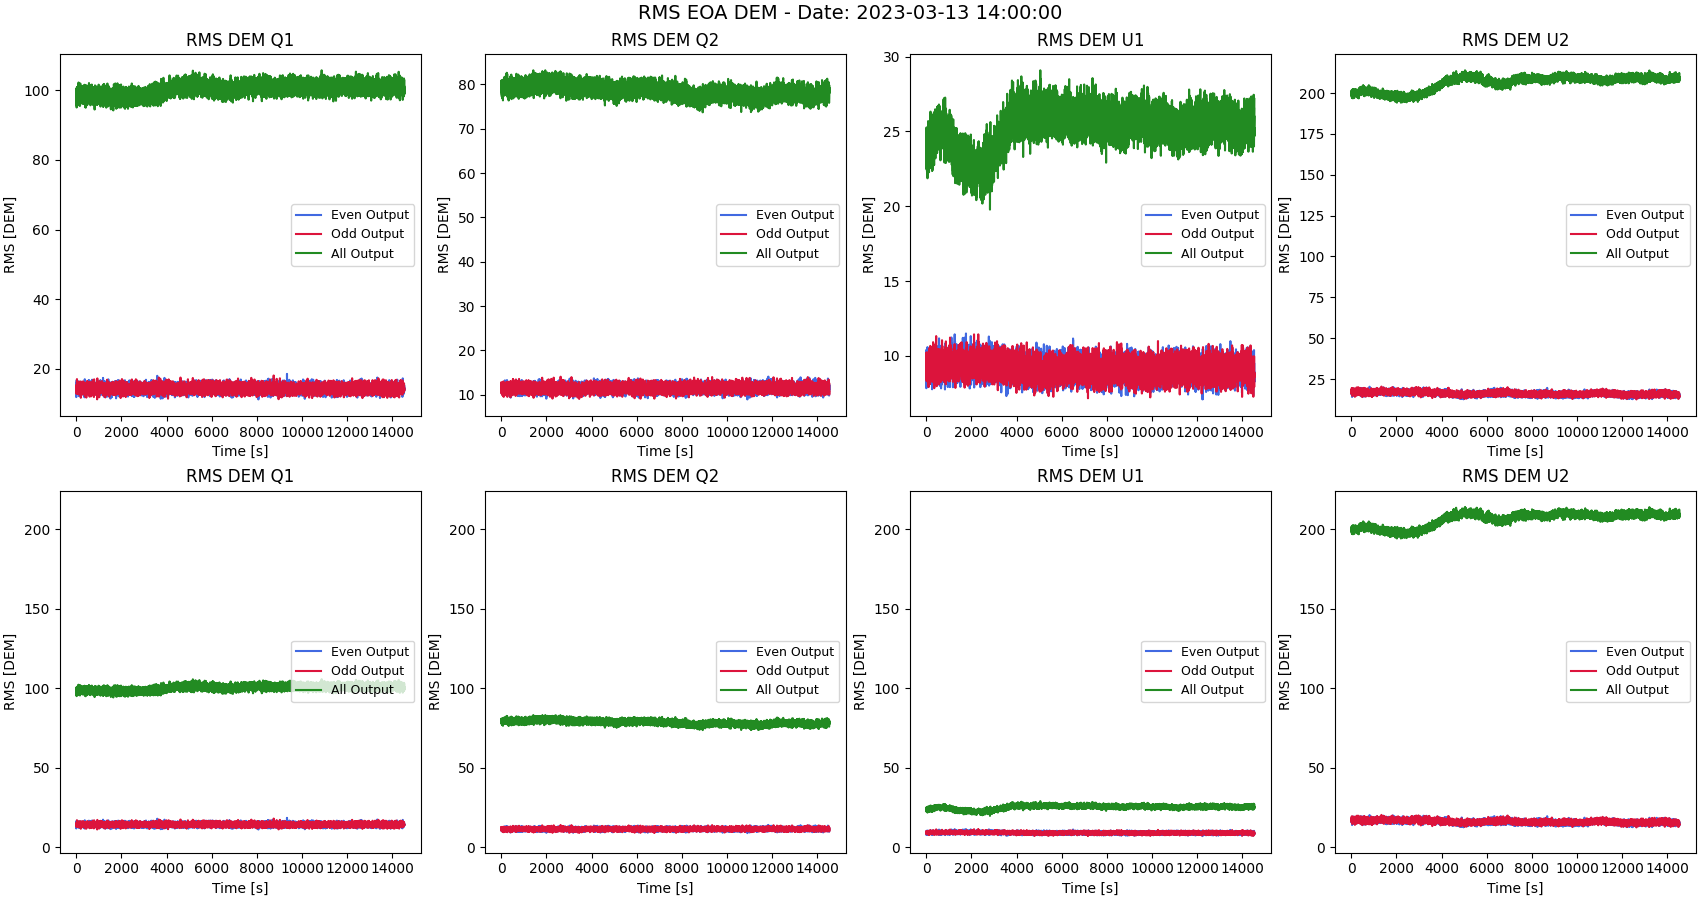 RMS EOA DEM - Date: 2023-03-13 14:00:00
RMS DEM Q1
RMS [DEM]
100
80
60
40
20
0 2000 4000 6000 8000 10000 12000 14000
Time [s]
Even Output
Odd Output
All Output
RMS DEM Q2
RMS [DEM]
80
70
60
50
40
30
20
10
0 2000 4000 6000 8000 10000 12000 14000
Time [s]
Even Output
Odd Output
All Output
RMS DEM U1
RMS [DEM]
30
25
20
15
10
0 2000 4000 6000 8000 10000 12000 14000
Time [s]
Even Output
Odd Output
All Output
RMS DEM U2
RMS [DEM]
200
175
150
125
100
75
50
25
0 2000 4000 6000 8000 10000 12000 14000
Time [s]
Even Output
Odd Output
All Output
RMS DEM Q1
RMS [DEM]
200
150
100
50
0
0 2000 4000 6000 8000 10000 12000 14000
Time [s]
Even Output
Odd Output
All Output
RMS DEM Q2
RMS [DEM]
200
150
100
50
0
0 2000 4000 6000 8000 10000 12000 14000
Time [s]
Even Output
Odd Output
All Output
RMS DEM U1
RMS [DEM]
200
150
100
50
0
0 2000 4000 6000 8000 10000 12000 14000
Time [s]
Even Output
Odd Output
All Output
RMS DEM U2
RMS [DEM]
200
150
100
50
0
0 2000 4000 6000 8000 10000 12000 14000
Time [s]
Even Output
Odd Output
All Output